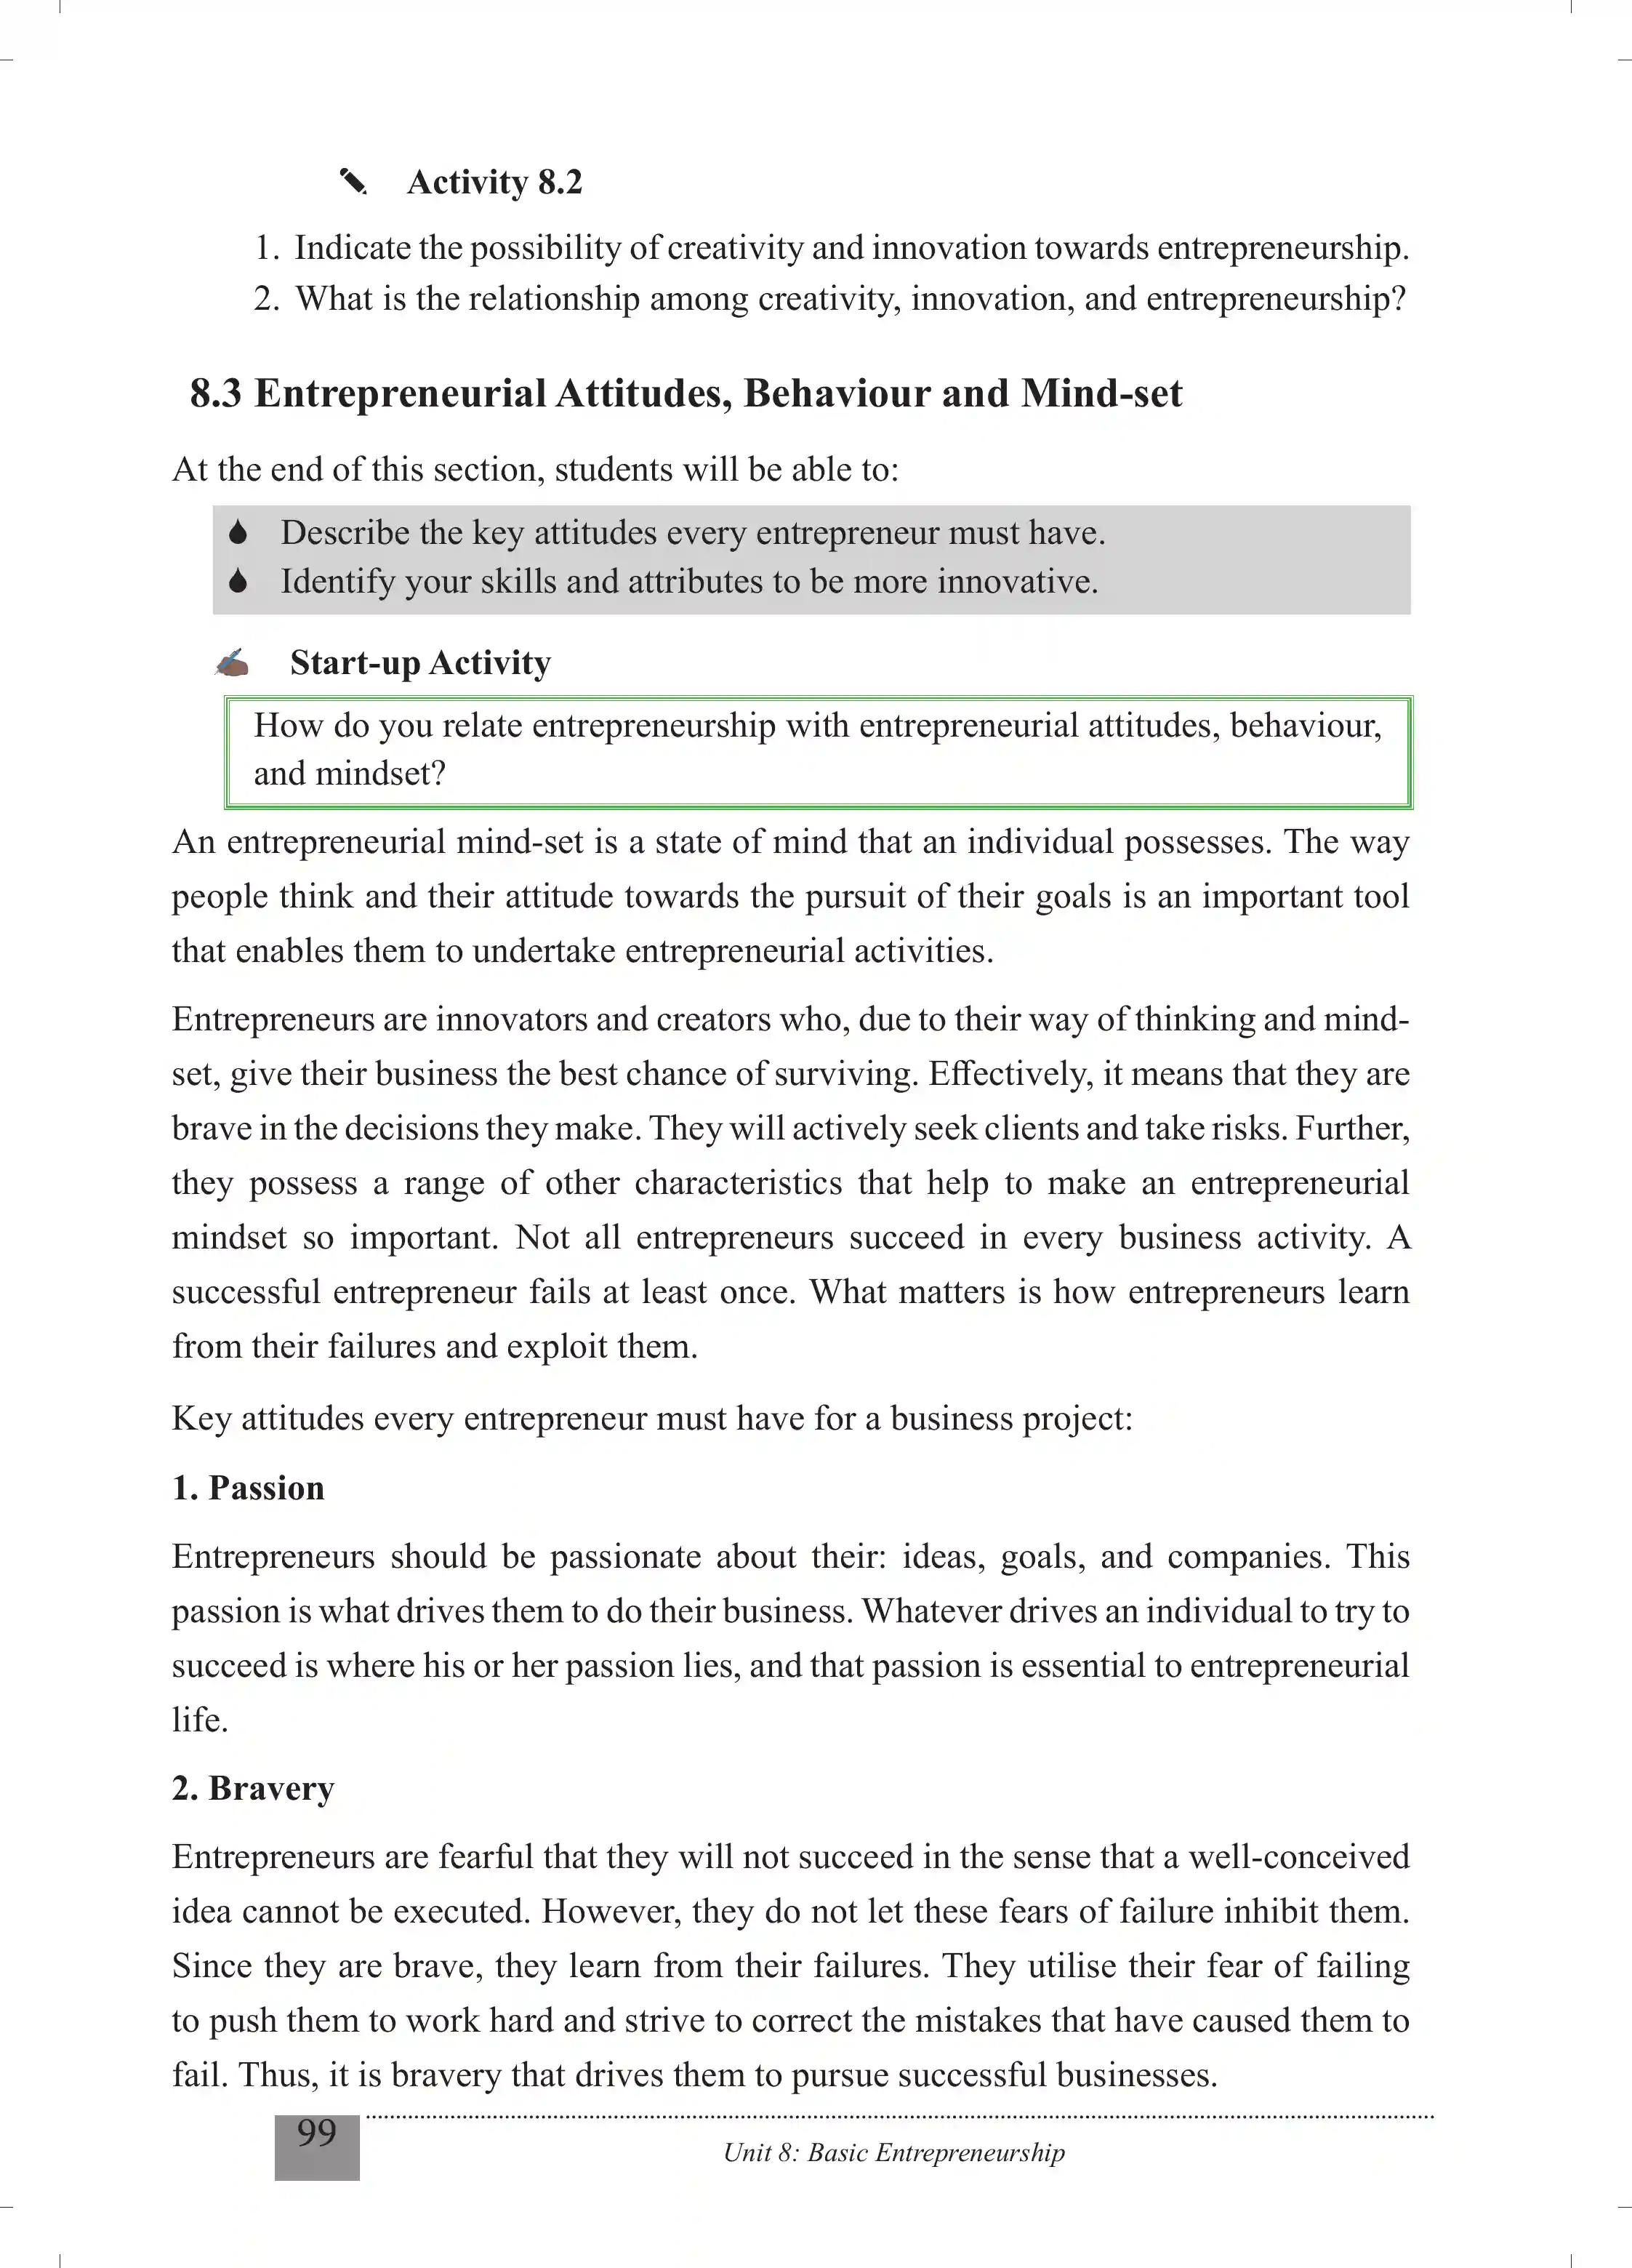 Activity 8.2
1. Indicate the possibility of creativity and innovation towards entrepreneurship.
2. What is the relationship among creativity, innovation, and entrepreneurship?
8.3 Entrepreneurial Attitudes, Behaviour and Mind-set
At the end of this section, students will be able to:
Describe the key attitudes every entrepreneur must have.
Identify your skills and attributes to be more innovative.
Start-up Activity
How do you relate entrepreneurship with entrepreneurial attitudes, behaviour,
and mindset?
An entrepreneurial mind-set is a state of mind that an individual possesses. The way
people think and their attitude towards the pursuit of their goals is an important tool
that enables them to undertake entrepreneurial activities.
Entrepreneurs are innovators and creators who, due to their way of thinking and mind-
set, give their business the best chance of surviving. Effectively, it means that they are
brave in the decisions they make. They will actively seek clients and take risks. Further,
they possess a range of other characteristics that help to make an entrepreneurial
mindset so important. Not all entrepreneurs succeed in every business activity. A
successful entrepreneur fails at least once. What matters is how entrepreneurs learn
from their failures and exploit them.
Key attitudes every entrepreneur must have for a business project:
1. Passion
Entrepreneurs should be passionate about their: ideas, goals, and companies. This
passion is what drives them to do their business. Whatever drives an individual to try to
succeed is where his or her passion lies, and that passion is essential to entrepreneurial
life.
2. Bravery
Entrepreneurs are fearful that they will not succeed in the sense that a well-conceived
idea cannot be executed. However, they do not let these fears of failure inhibit them.
Since they are brave, they learn from their failures. They utilise their fear of failing
to push them to work hard and strive to correct the mistakes that have caused them to
fail. Thus, it is bravery that drives them to pursue successful businesses.
99
Unit 8: Basic Entrepreneurship